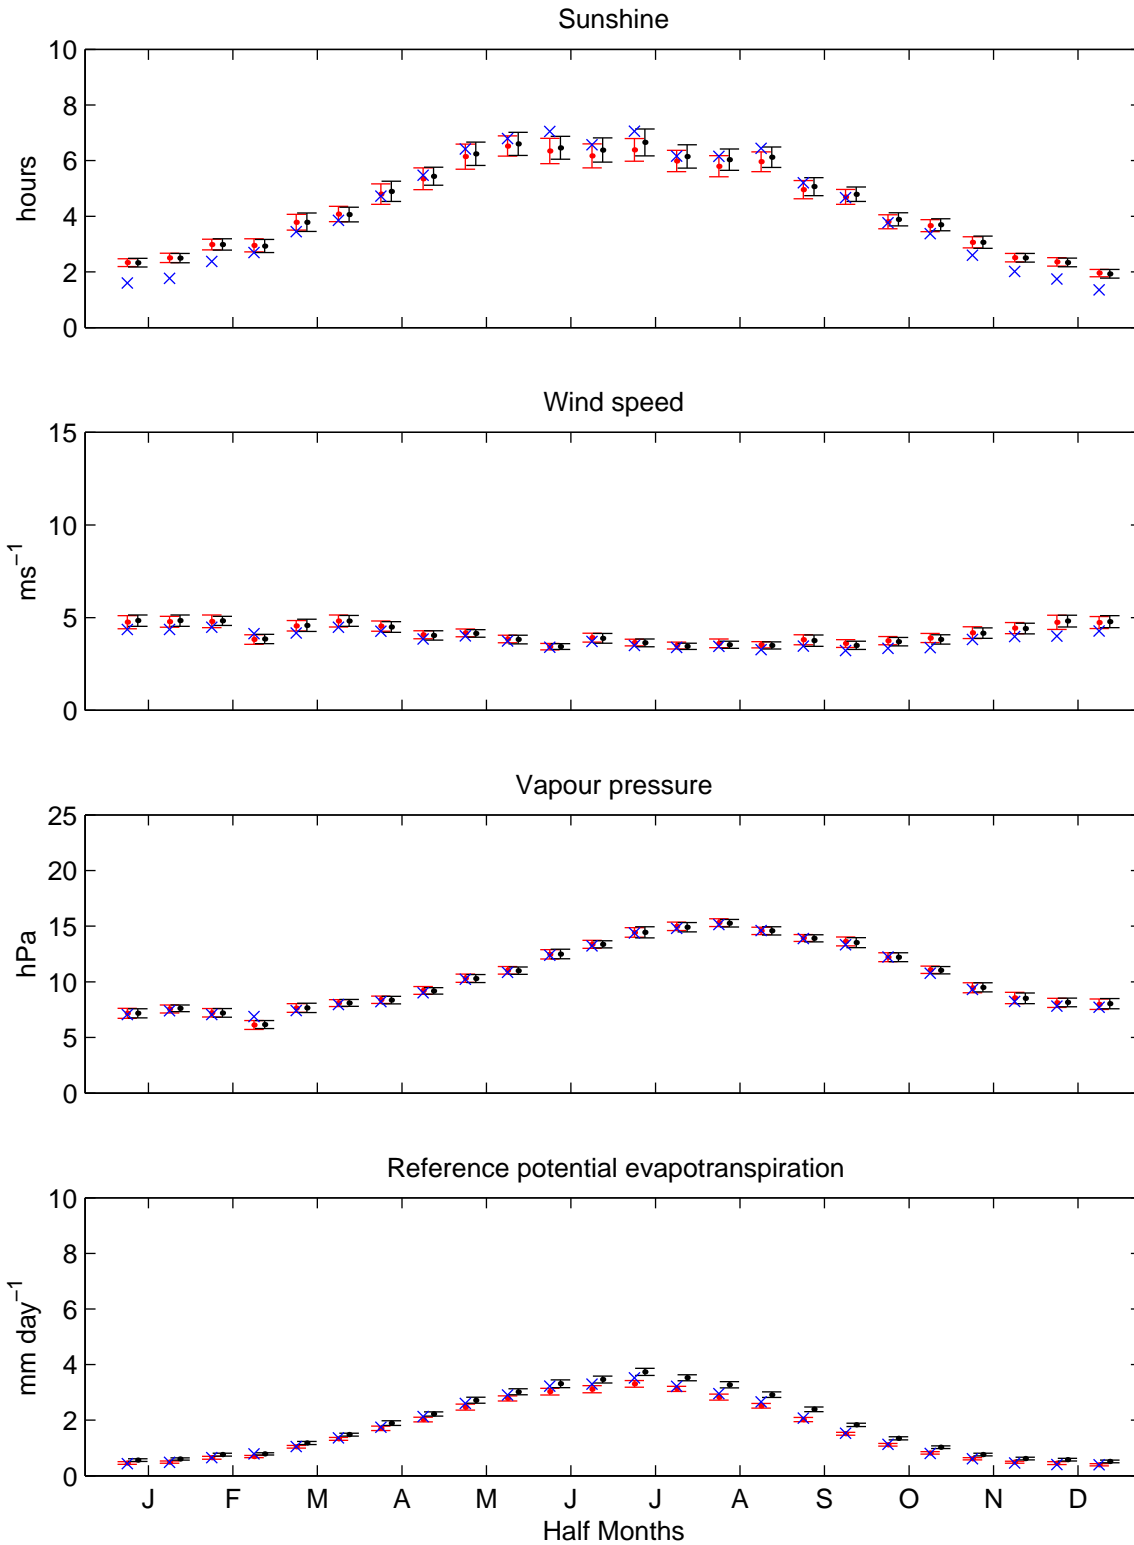 Sunshine
10
8
6
4
2
0
hours
Wind speed
15
10
5
0
ms⁻¹
Vapour pressure
25
20
15
10
5
0
hPa
Reference potential evapotranspiration
10
8
6
4
2
0
mm day⁻¹
J F M A M J J A S O N D
Half Months